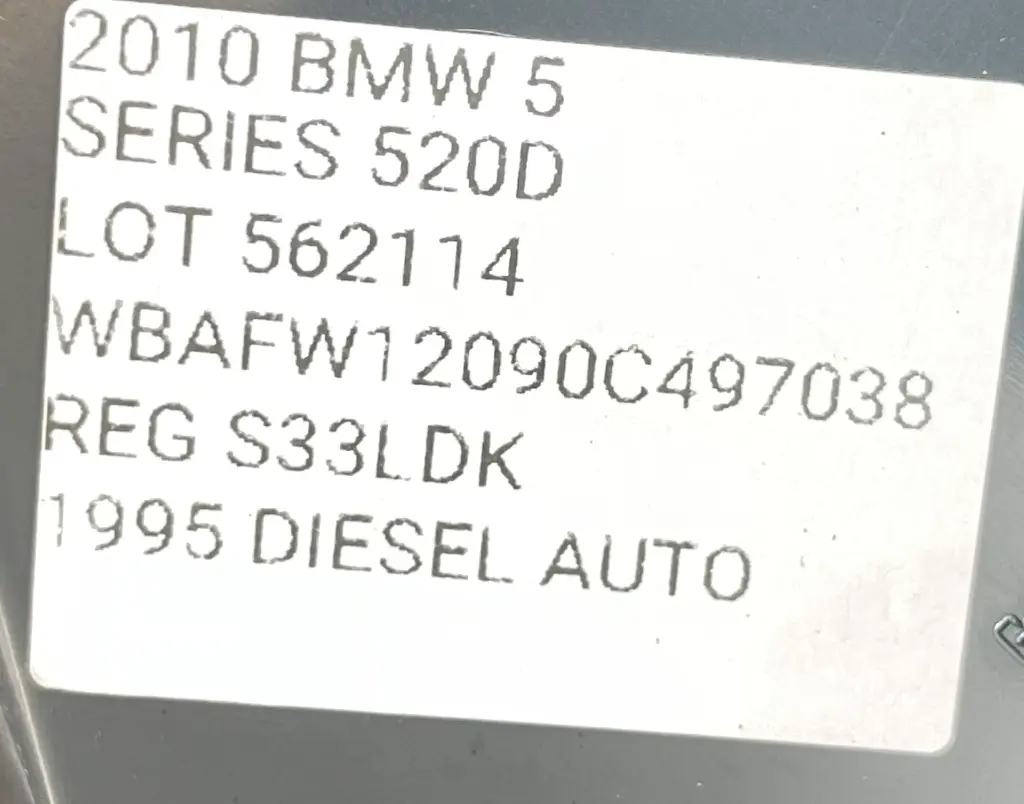 2010 BMW 5
SERIES 520D
LOT 562114
WBAFW12090C497038
REG S33LDK
1995 DIESEL AUTO